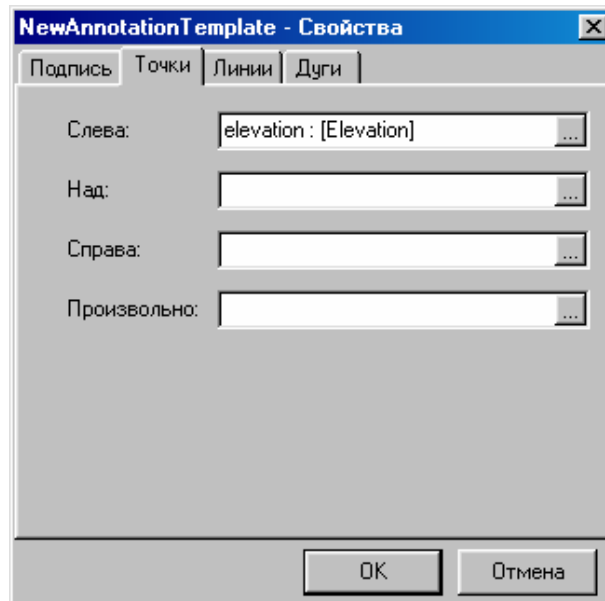 NewAnnotationTemplate - Свойства
Подпись Точки Линии Дуги
Слева: elevation : [Elevation] ...
Над: ...
Справа: ...
Произвольно: ...
OK Отмена